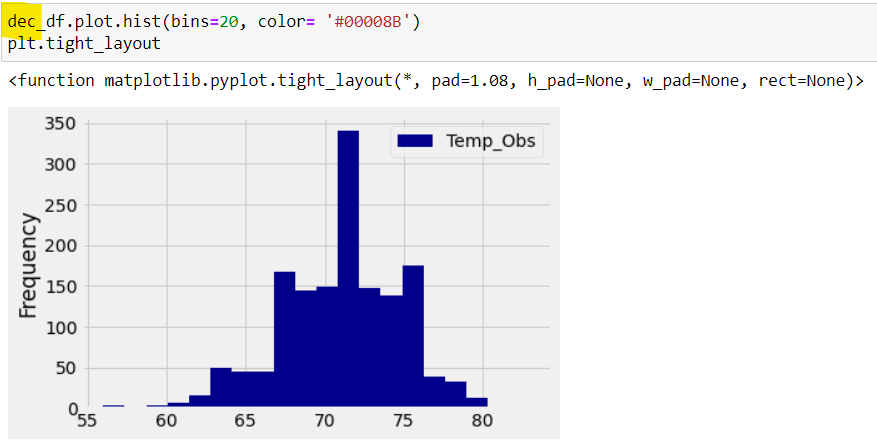 dec_df.plot.hist(bins=20, color= '#00008B')
plt.tight_layout
<function matplotlib.pyplot.tight_layout(*, pad=1.08, h_pad=None, w_pad=None, rect=None)>
350
Temp_Obs
300
250
200
150
100
50
0
Frequency
55 60 65 70 75 80